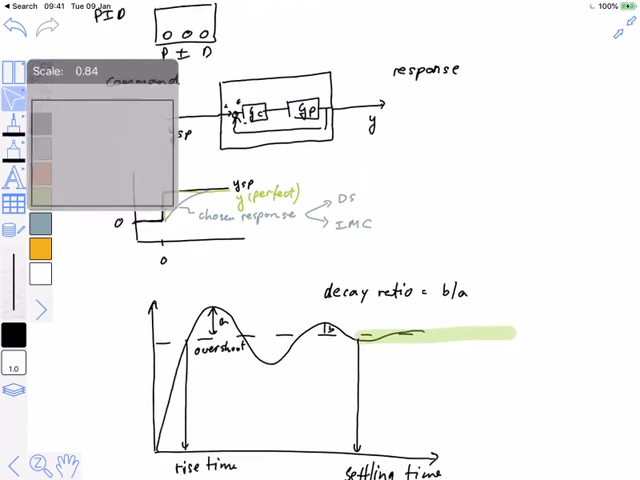 Search 09:41 Tue 09 Jan 100%
PID
P I D
Scale: 0.84
command
response
gc
gp
ysp
y
ysp
y (perfect)
chosen response
DS
IMC
0
0
decay ratio = b/a
a
b
overshoot
rise time
settling time
1.0